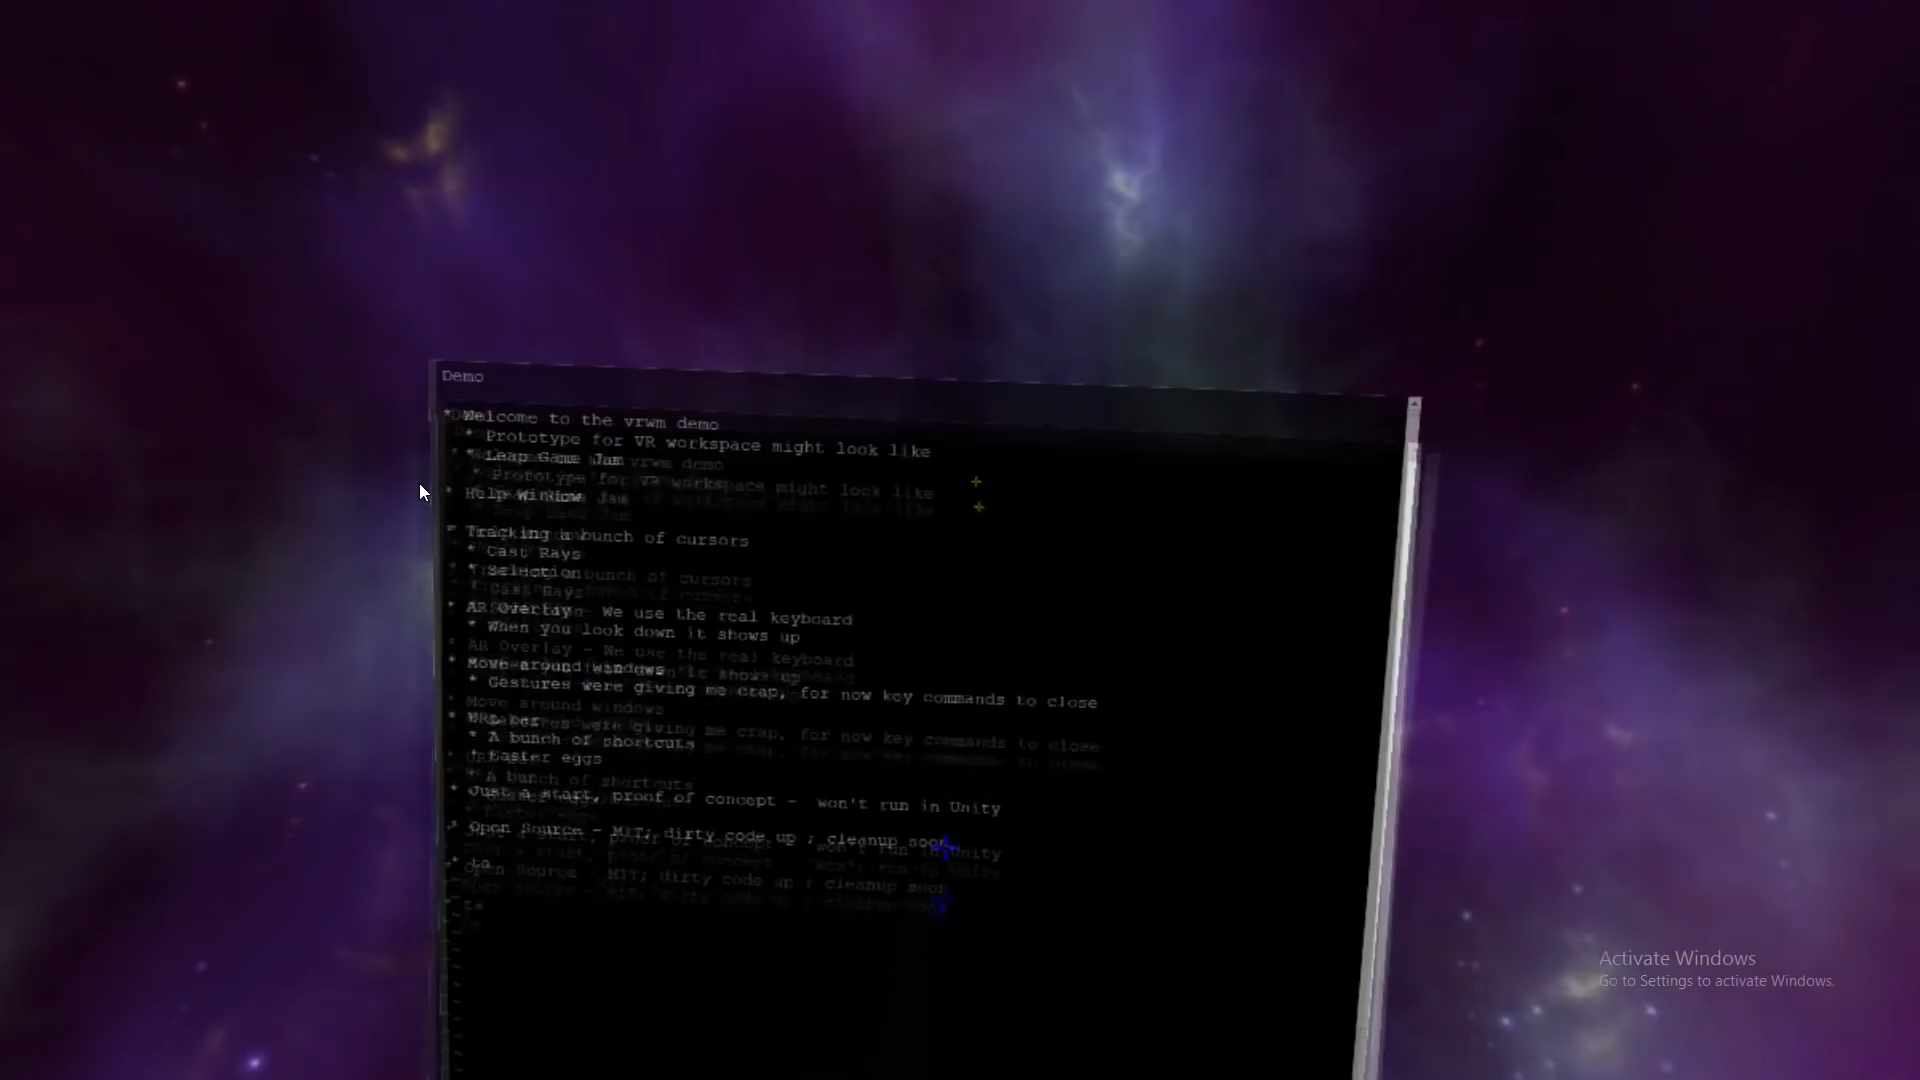 Demo
* Welcome to the vrwm demo
* Prototype for VR workspace might look like
* Leap Game Jam
* Help Window
* Tracking a bunch of cursors
* Cast Rays
* Selection
* AR Overlay - We use the real keyboard
* When you look down it shows up
* Move around windows
* Gestures were giving me crap, for now key commands to close
* bar
* A bunch of shortcuts
* Easter eggs
* Just a start, proof of concept - won't run in Unity
* Open Source - MIT; dirty code up ; cleanup soon
* ta
Activate Windows
Go to Settings to activate Windows.